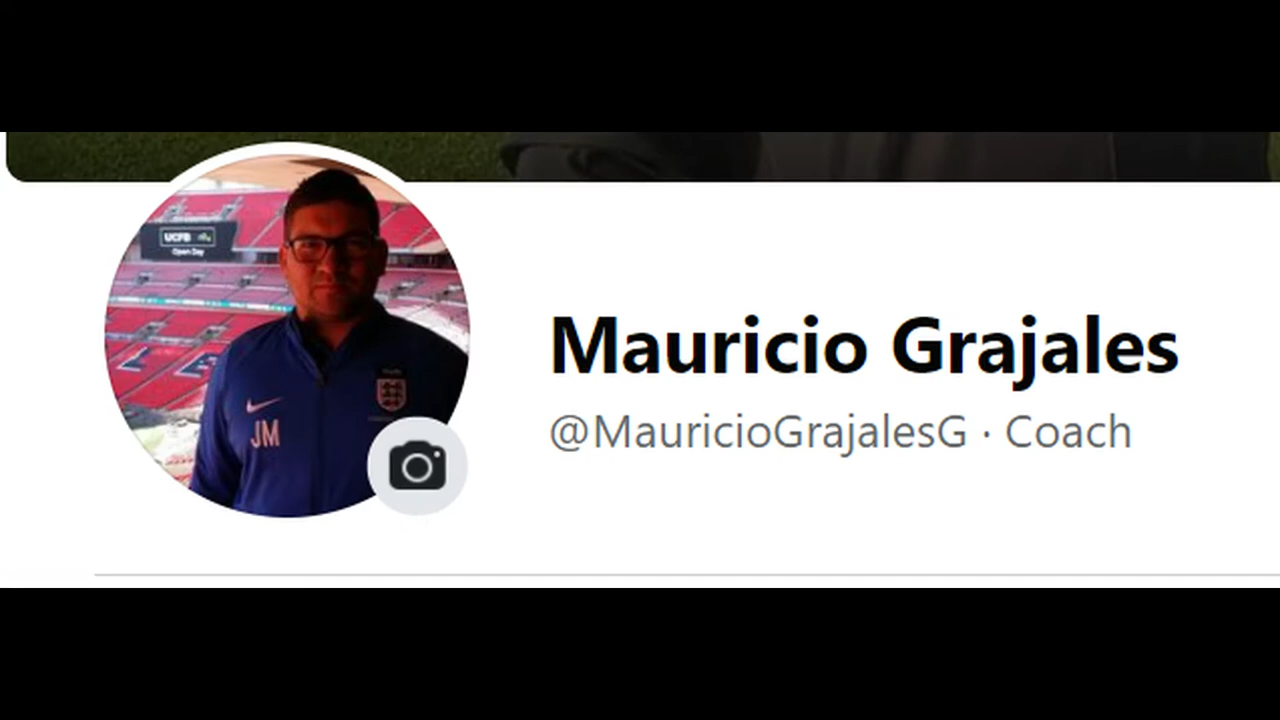 UCFB
Open Day
JM
Mauricio Grajales
@MauricioGrajalesG · Coach